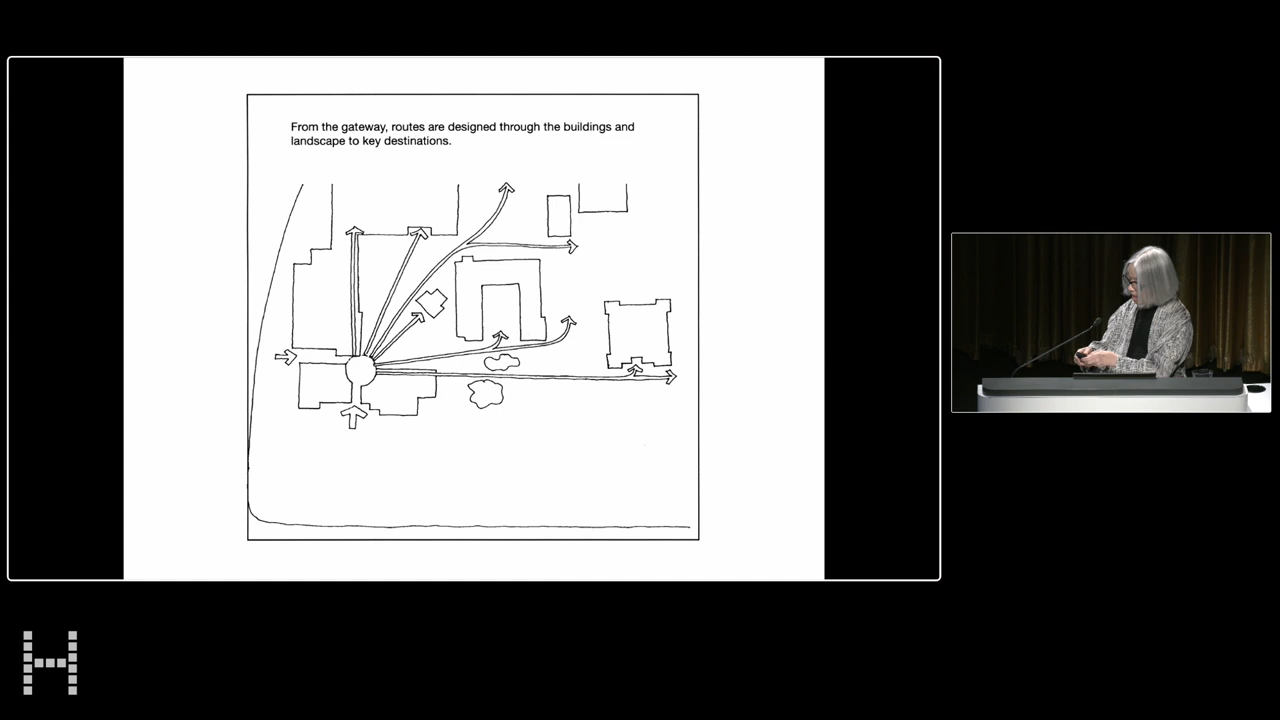 From the gateway, routes are designed through the buildings and
landscape to key destinations.
H